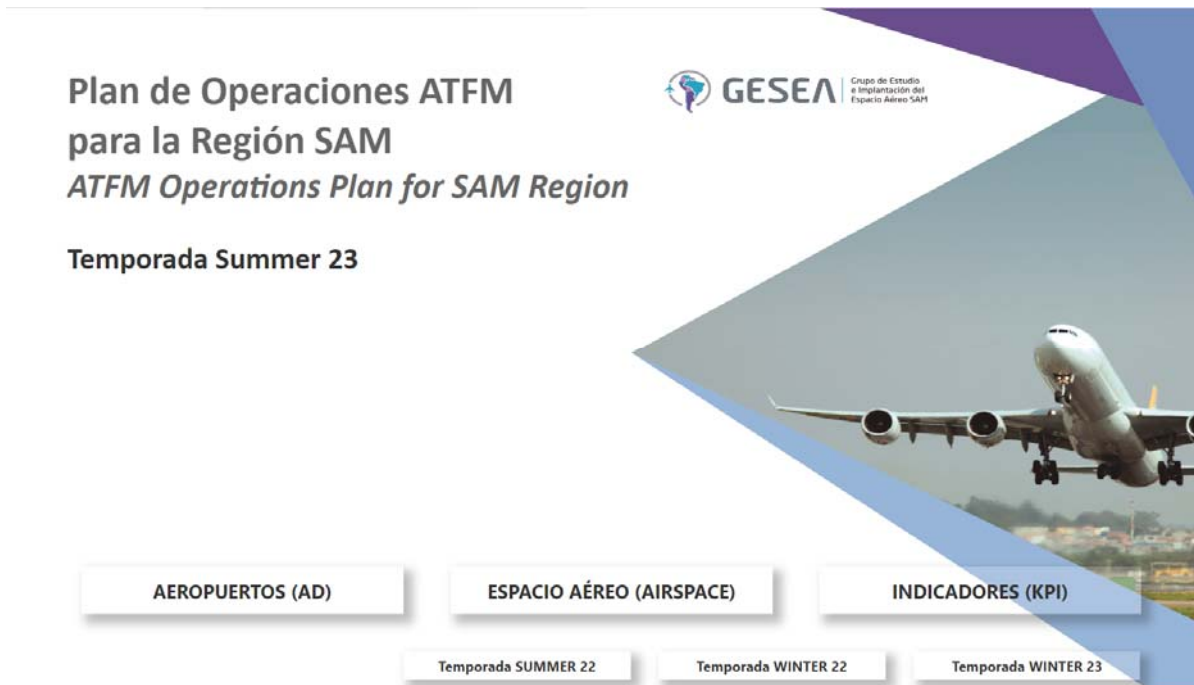 Plan de Operaciones ATFM
para la Región SAM
ATFM Operations Plan for SAM Region
GESEA
Grupo de Estudio
e Implantación del
Espacio Aéreo SAM
Temporada Summer 23
AEROPUERTOS (AD)
ESPACIO AÉREO (AIRSPACE)
INDICADORES (KPI)
Temporada SUMMER 22
Temporada WINTER 22
Temporada WINTER 23